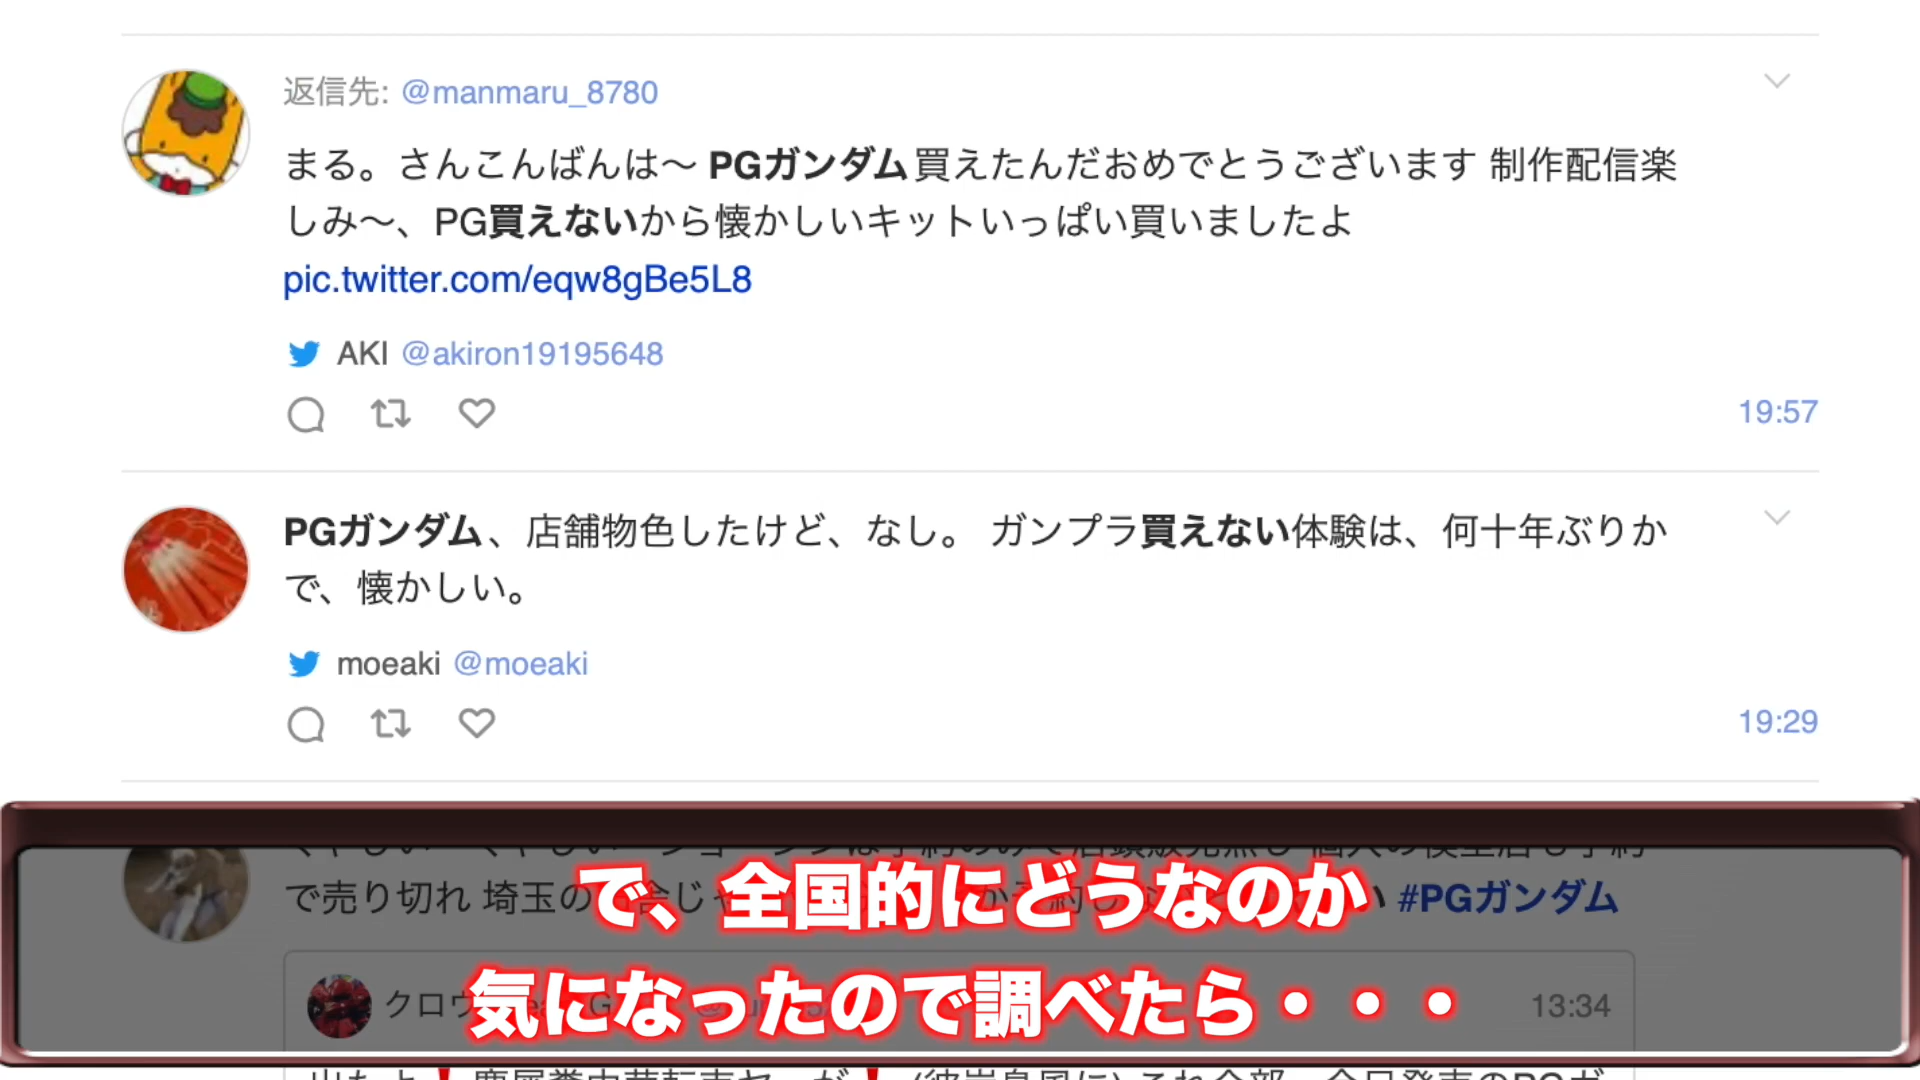 返信先: @manmaru_8780
まる。さんこんばんは〜 PGガンダム買えたんだおめでとうございます 制作配信楽
しみ〜、PG買えないから懐かしいキットいっぱい買いましたよ
pic.twitter.com/eqw8gBe5L8
AKI @akiron19195648
19:57
PGガンダム、店舗物色したけど、なし。 ガンプラ買えない体験は、何十年ぶりか
で、懐かしい。
moeaki @moeaki
19:29
で売り切れ 埼玉の
#PGガンダム
で、全国的にどうなのか
クロウ
13:34
気になったので調べたら・・・